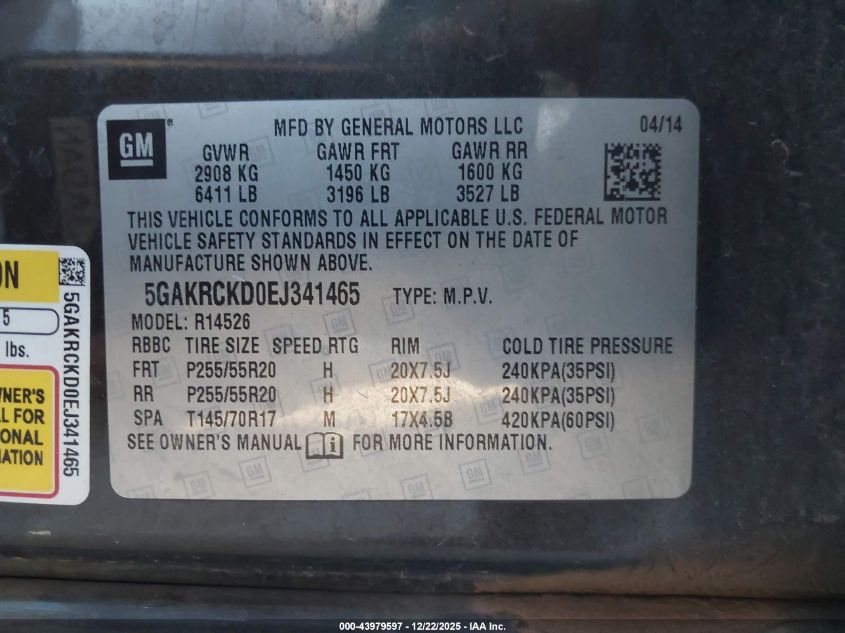 GM
MFD BY GENERAL MOTORS LLC 04/14
GVWR GAWR FRT GAWR RR
2908 KG 1450 KG 1600 KG
6411 LB 3196 LB 3527 LB
THIS VEHICLE CONFORMS TO ALL APPLICABLE U.S. FEDERAL MOTOR
VEHICLE SAFETY STANDARDS IN EFFECT ON THE DATE OF
MANUFACTURE SHOWN ABOVE.
5GAKRCKD0EJ341465 TYPE: M.P.V.
MODEL: R14526
RBBC TIRE SIZE SPEED RTG RIM COLD TIRE PRESSURE
FRT P255/55R20 H 20X7.5J 240KPA(35PSI)
RR P255/55R20 H 20X7.5J 240KPA(35PSI)
SPA T145/70R17 M 17X4.5B 420KPA(60PSI)
SEE OWNER'S MANUAL FOR MORE INFORMATION.
ON
5
lbs.
OWNER'S
AL FOR
IONAL
MATION
5GAKRCKD0EJ341465
000-43979597 - 12/22/2025 - IAA Inc.